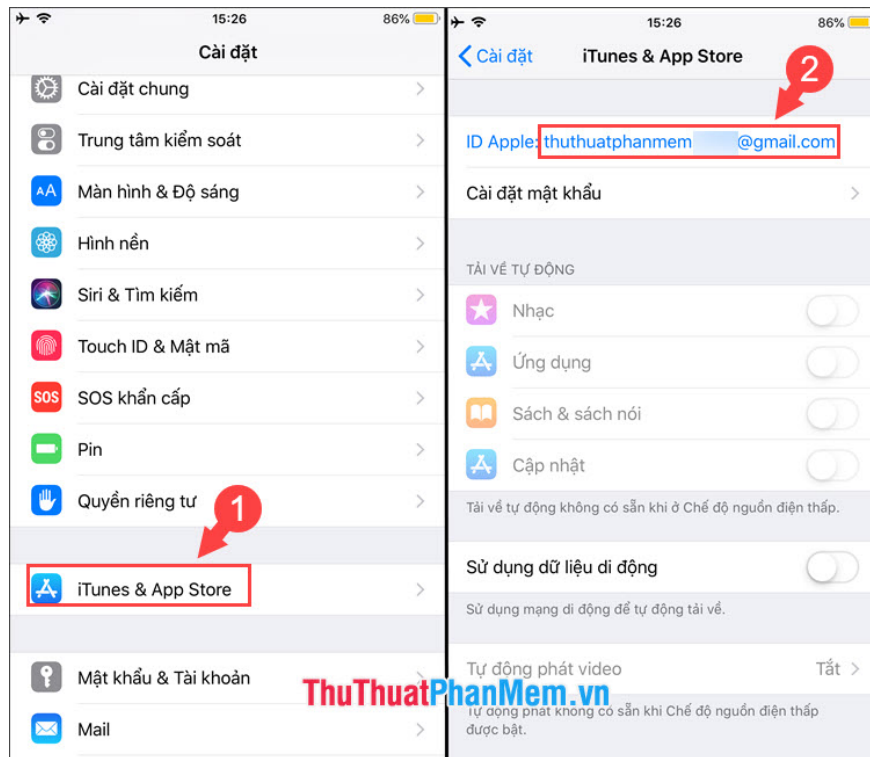 15:26
86%
Cài đặt
Cài đặt chung
Trung tâm kiểm soát
AA
Màn hình & Độ sáng
Hình nền
Siri & Tìm kiếm
Touch ID & Mật mã
SOS
SOS khẩn cấp
Pin
Quyền riêng tư
1
iTunes & App Store
Mật khẩu & Tài khoản
Mail
15:26
86%
Cài đặt
iTunes & App Store
2
ID Apple: thuthuatphanmem @gmail.com
Cài đặt mật khẩu
TẢI VỀ TỰ ĐỘNG
Nhạc
Ứng dụng
Sách & sách nói
Cập nhật
Tải về tự động không có sẵn khi ở Chế độ nguồn điện thấp.
Sử dụng dữ liệu di động
Sử dụng mạng di động để tự động tải về.
Tự động phát video
Tắt
Tự động phát không có sẵn khi Chế độ nguồn điện thấp
được bật.
ThuThuatPhanMem.vn